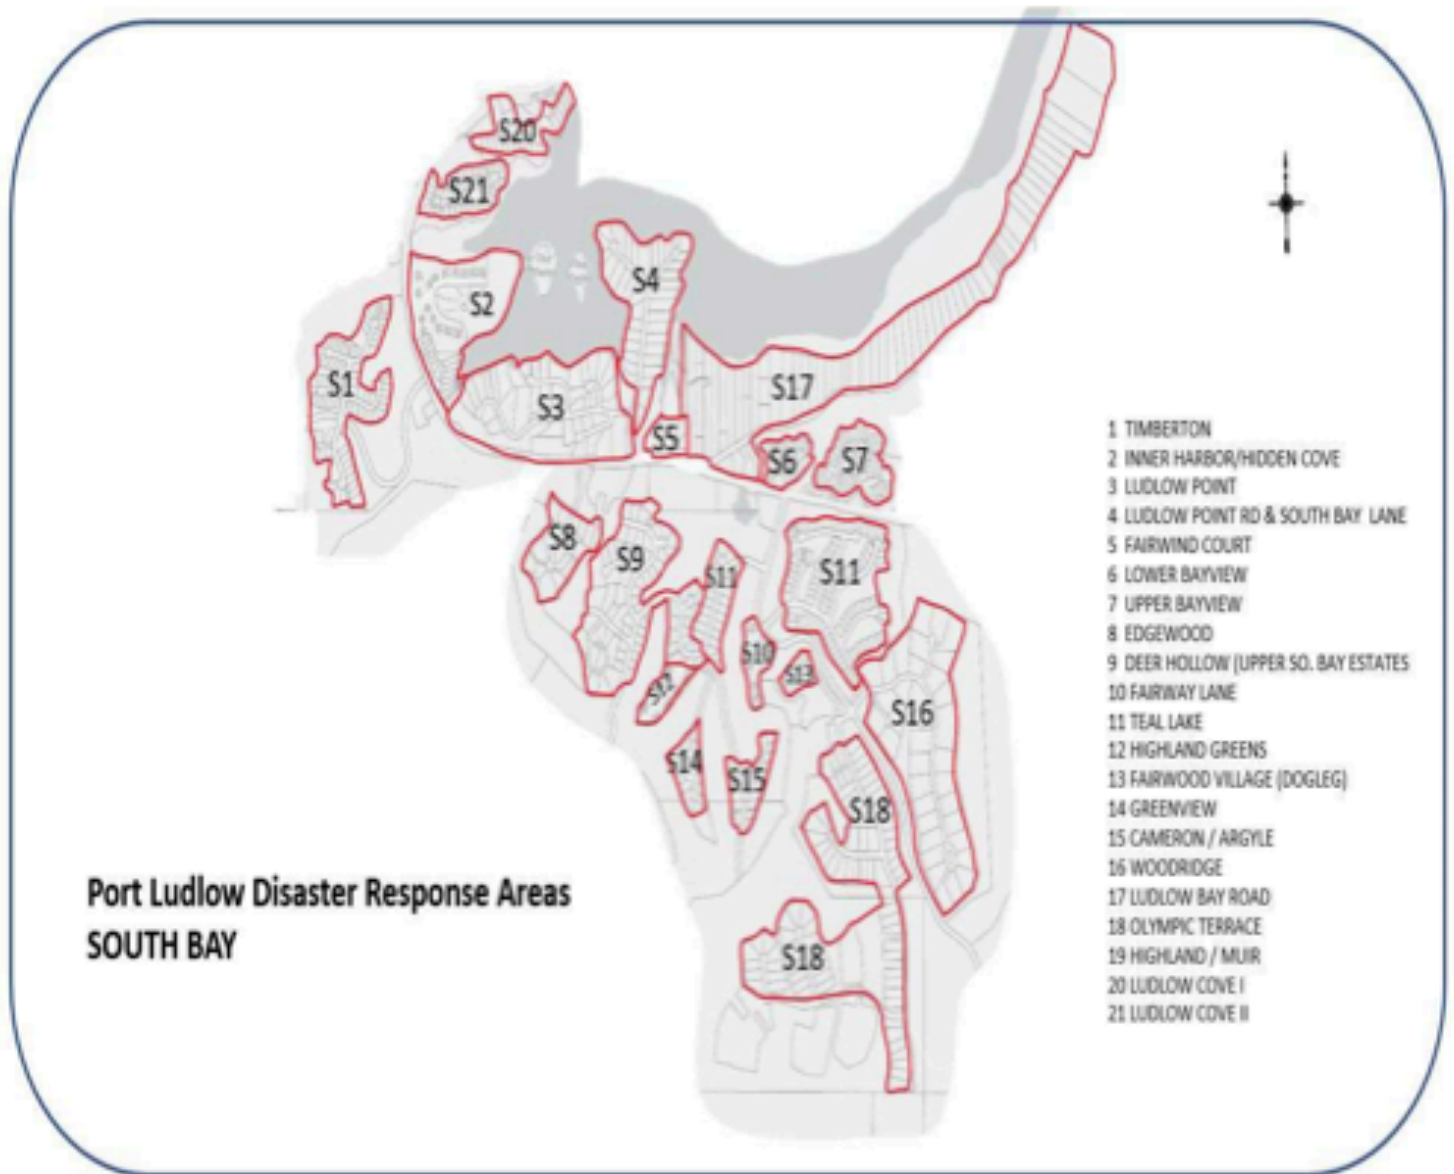 S20
S21
S4
S2
S1
S17
S3
S5
S6
S7
1 TIMBERTON
2 INNER HARBOR/HIDDEN COVE
3 LUDLOW POINT
4 LUDLOW POINT RD & SOUTH BAY LANE
5 FAIRWIND COURT
6 LOWER BAYVIEW
7 UPPER BAYVIEW
8 EDGEWOOD
9 DEER HOLLOW (UPPER SO. BAY ESTATES
10 FAIRWAY LANE
11 TEAL LAKE
12 HIGHLAND GREENS
13 FAIRWOOD VILLAGE (DOGLEG)
14 GREENVIEW
15 CAMERON / ARGYLE
16 WOODRIDGE
17 LUDLOW BAY ROAD
18 OLYMPIC TERRACE
19 HIGHLAND / MUIR
20 LUDLOW COVE I
21 LUDLOW COVE II
S8
S9
S11
S11
S10
S13
S12
S16
S14
S15
S18
S18
Port Ludlow Disaster Response Areas
SOUTH BAY